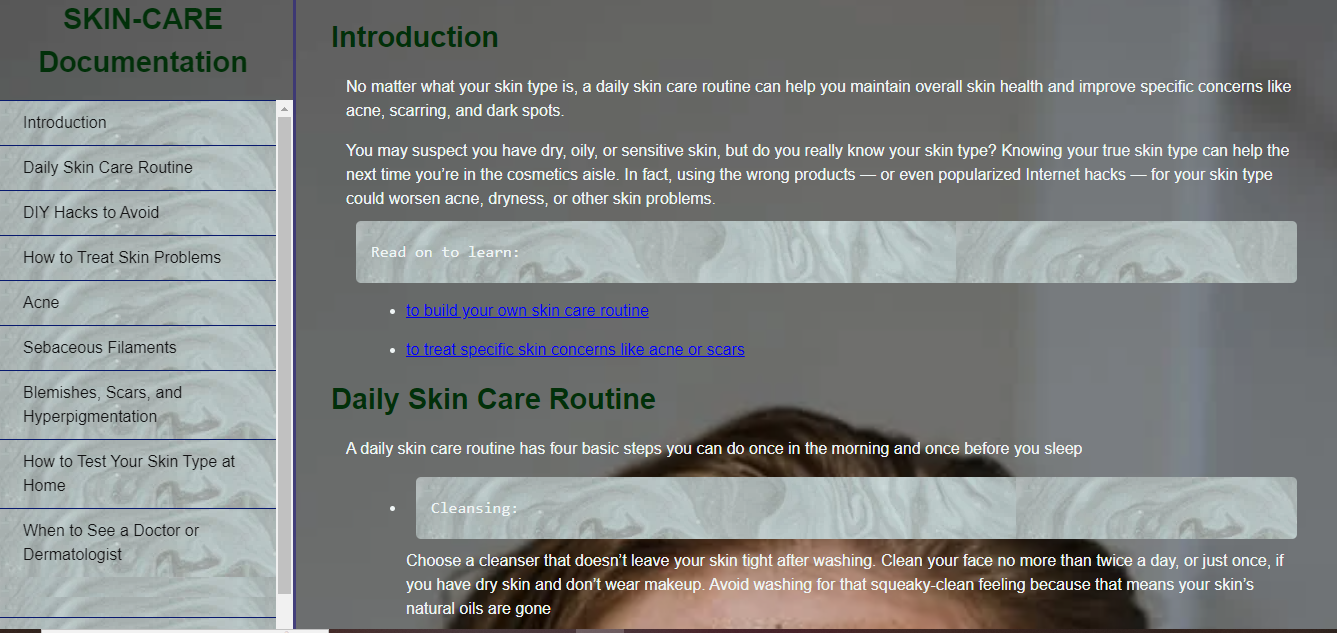 SKIN-CARE
Documentation
Introduction
Daily Skin Care Routine
DIY Hacks to Avoid
How to Treat Skin Problems
Acne
Sebaceous Filaments
Blemishes, Scars, and
Hyperpigmentation
How to Test Your Skin Type at
Home
When to See a Doctor or
Dermatologist
Introduction
No matter what your skin type is, a daily skin care routine can help you maintain overall skin health and improve specific concerns like
acne, scarring, and dark spots.
You may suspect you have dry, oily, or sensitive skin, but do you really know your skin type? Knowing your true skin type can help the
next time you’re in the cosmetics aisle. In fact, using the wrong products — or even popularized Internet hacks — for your skin type
could worsen acne, dryness, or other skin problems.
Read on to learn:
to build your own skin care routine
to treat specific skin concerns like acne or scars
Daily Skin Care Routine
A daily skin care routine has four basic steps you can do once in the morning and once before you sleep
Cleansing:
Choose a cleanser that doesn’t leave your skin tight after washing. Clean your face no more than twice a day, or just once, if
you have dry skin and don’t wear makeup. Avoid washing for that squeaky-clean feeling because that means your skin’s
natural oils are gone